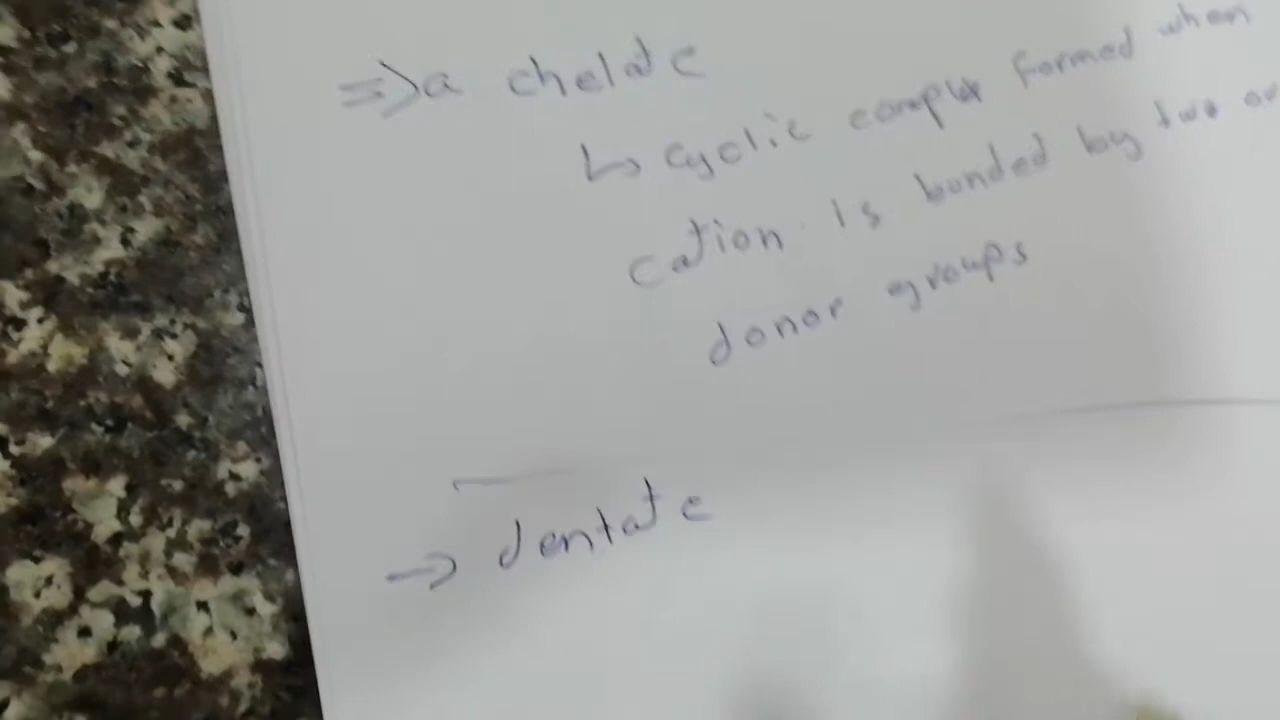 => a chelate
↳ cyclic complex formed when
cation is bonded by two or
donor groups
→ dentate